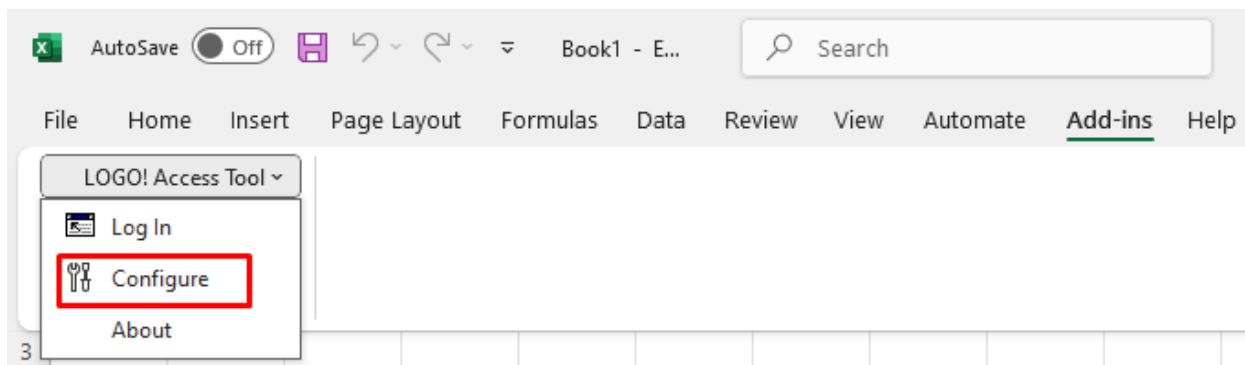 AutoSave Off Book1 - E... Search
File Home Insert Page Layout Formulas Data Review View Automate Add-ins Help
LOGO! Access Tool
Log In
Configure
About
3